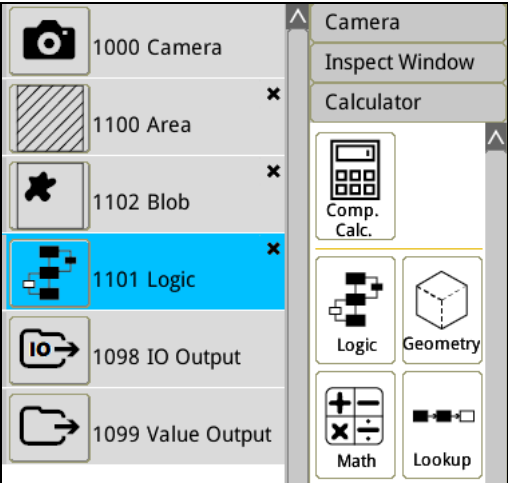 1000 Camera
1100 Area
1102 Blob
1101 Logic
IO
1098 IO Output
1099 Value Output
Camera
Inspect Window
Calculator
Comp.
Calc.
Logic
Geometry
Math
Lookup